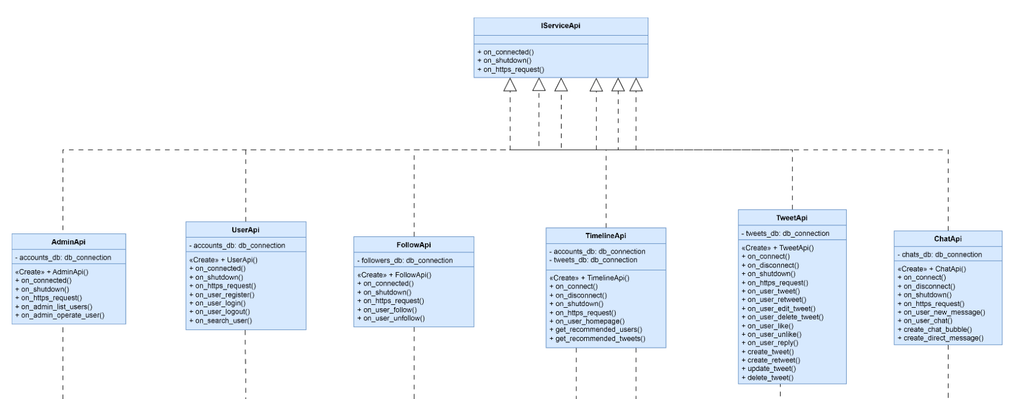 IServiceApi
+ on_connected()
+ on_shutdown()
+ on_https_request()
AdminApi
- accounts_db: db_connection
«Create» + AdminApi()
+ on_connected()
+ on_shutdown()
+ on_https_request()
+ on_admin_list_users()
+ on_admin_operate_user()
UserApi
- accounts_db: db_connection
«Create» + UserApi()
+ on_connected()
+ on_shutdown()
+ on_https_request()
+ on_user_register()
+ on_user_login()
+ on_user_logout()
+ on_search_user()
FollowApi
- followers_db: db_connection
«Create» + FollowApi()
+ on_connected()
+ on_shutdown()
+ on_https_request()
+ on_user_follow()
+ on_user_unfollow()
TimelineApi
- accounts_db: db_connection
- tweets_db: db_connection
«Create» + TimelineApi()
+ on_connect()
+ on_disconnect()
+ on_shutdown()
+ on_https_request()
+ on_user_homepage()
+ get_recommended_users()
+ get_recommended_tweets()
TweetApi
- tweets_db: db_connection
«Create» + TweetApi()
+ on_connect()
+ on_disconnect()
+ on_shutdown()
+ on_https_request()
+ on_user_tweet()
+ on_user_retweet()
+ on_user_edit_tweet()
+ on_user_delete_tweet()
+ on_user_like()
+ on_user_unlike()
+ on_user_reply()
+ create_tweet()
+ create_retweet()
+ update_tweet()
+ delete_tweet()
ChatApi
- chats_db: db_connection
«Create» + ChatApi()
+ on_connect()
+ on_disconnect()
+ on_shutdown()
+ on_https_request()
+ on_user_new_message()
+ on_user_chat()
+ create_chat_bubble()
+ create_direct_message()